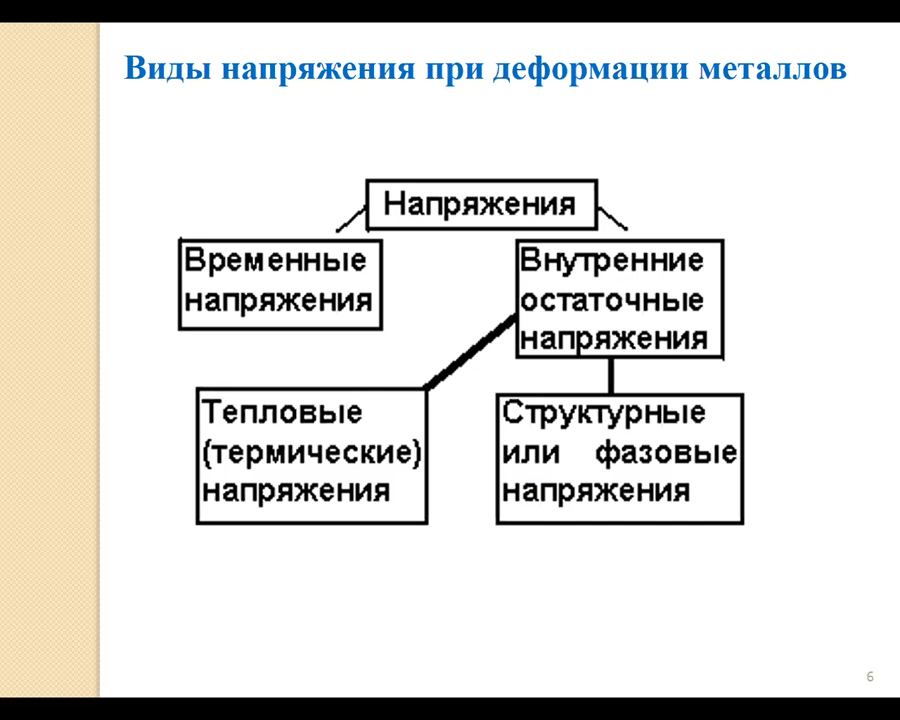 Виды напряжения при деформации металлов
Напряжения
Временные
напряжения
Внутренние
остаточные
напряжения
Тепловые
(термические)
напряжения
Структурные
или фазовые
напряжения
6